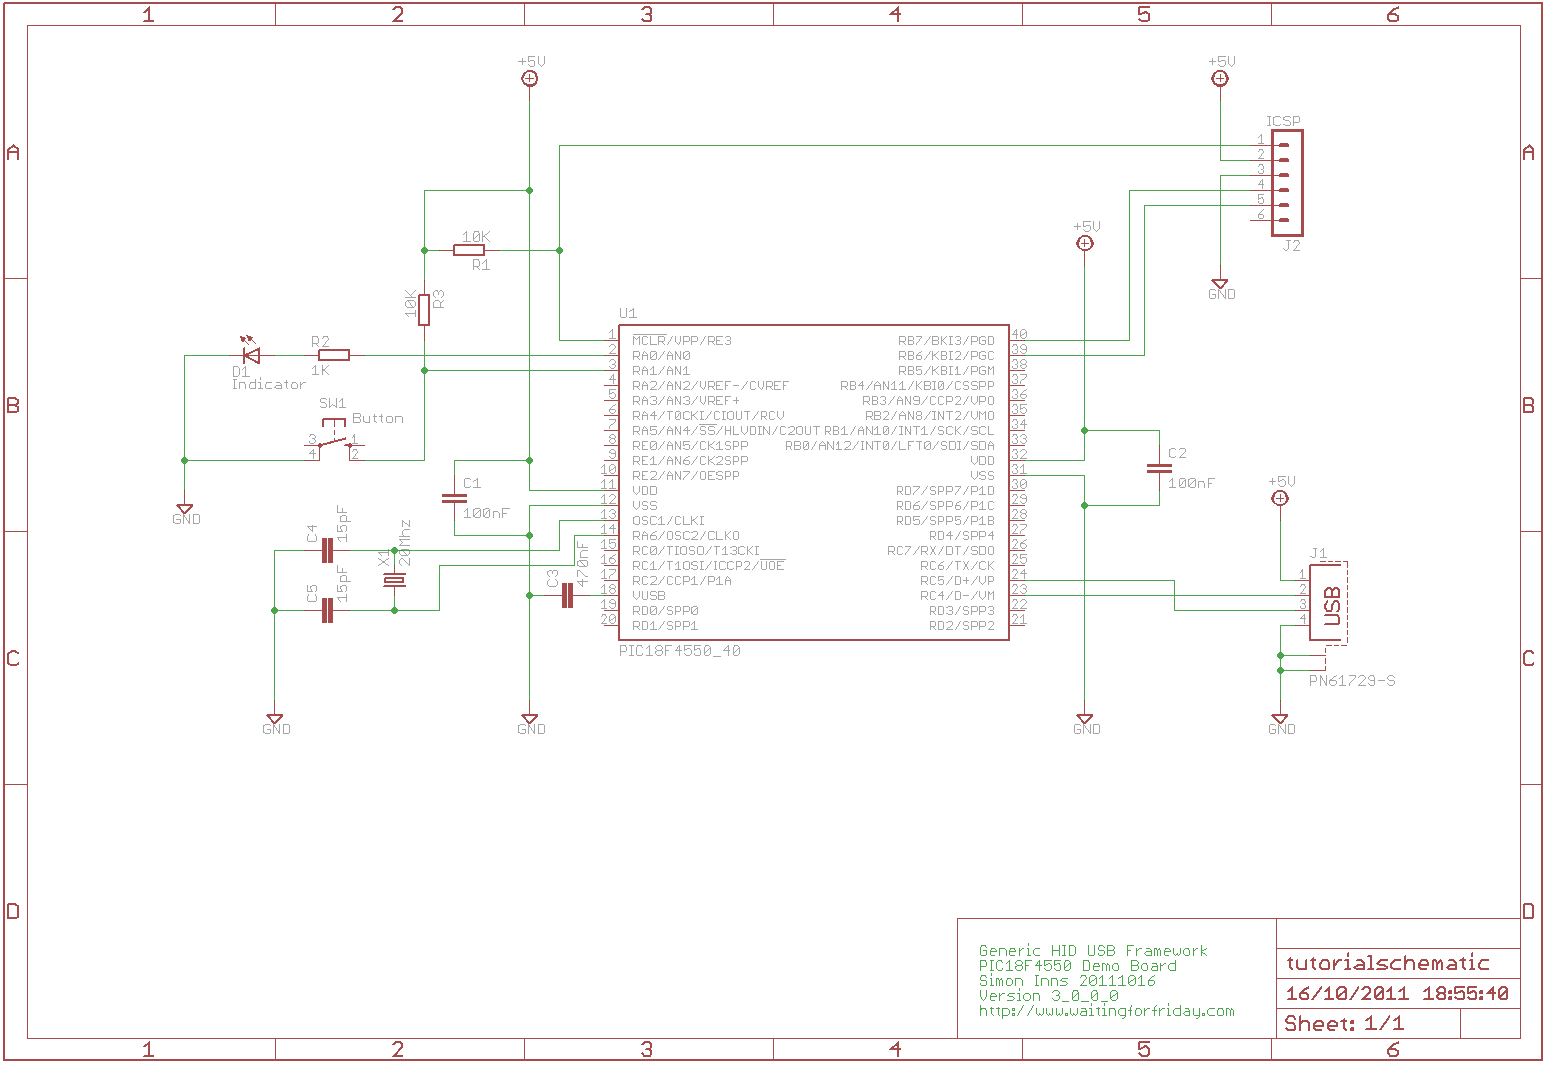 1 2 3 4 5 6
+5V +5V
ICSP
A A
1
2
3
4
5
6
J2
+5V
10K
R1
10K
R3
GND
U1
R2
1K
D1
Indicator
SW1
Button
3 1
4 2
B B
GND
1 MCLR/VPP/RE3
2 RA0/AN0
3 RA1/AN1
4 RA2/AN2/VREF-/CVREF
5 RA3/AN3/VREF+
6 RA4/T0CKI/CIOUT/RCV
7 RA5/AN4/SS/HLVDIN/C2OUT
8 RE0/AN5/CK1SPP
9 RE1/AN6/CK2SPP
10 RE2/AN7/OESPP
11 VDD
12 VSS
13 OSC1/CLKI
14 RA6/OSC2/CLKO
15 RC0/TIOSO/T13CKI
16 RC1/T1OSI/ICCP2/UOE
17 RC2/CCP1/P1A
18 VUSB
19 RD0/SPP0
20 RD1/SPP1
RB7/BKI3/PGD 40
RB6/KBI2/PGC 39
RB5/KBI1/PGM 38
RB4/AN11/KBI0/CSSPP 37
RB3/AN9/CCP2/VPO 36
RB2/AN8/INT2/VMO 35
RB1/AN10/INT1/SCK/SCL 34
RB0/AN12/INT0/LFT0/SDI/SDA 33
VDD 32
VSS 31
RD7/SPP7/P1D 30
RD6/SPP6/P1C 29
RD5/SPP5/P1B 28
RD4/SPP4 27
RC7/RX/DT/SDO 26
RC6/TX/CK 25
RC5/D+/VP 24
RC4/D-/VM 23
RD3/SPP3 22
RD2/SPP2 21
PIC18F4550_40
C1
100nF
C2
100nF
C3
470nF
C4
15pF
C5
15pF
X1
20Mhz
+5V
J1
1
2
3
4
USB
PN61729-S
C C
GND GND GND GND
D D
Generic HID USB Framework
PIC18F4550 Demo Board
Simon Inns 20111016
Version 3_0_0_0
http://www.waitingforfriday.com
tutorialschematic
16/10/2011 18:55:40
Sheet: 1/1
1 2 3 4 5 6